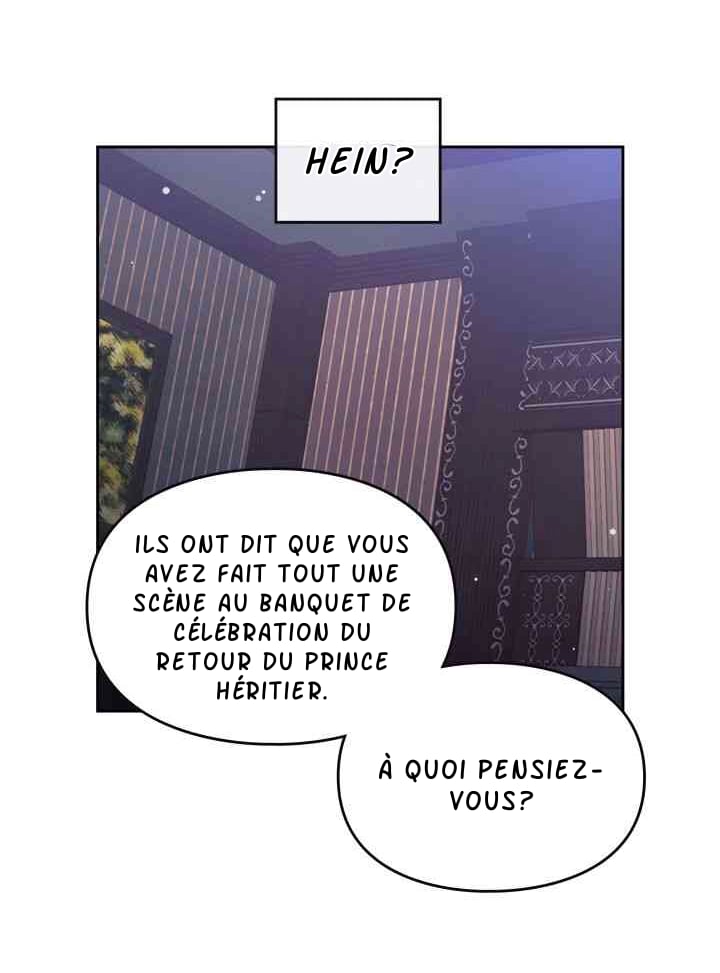 HEIN?
ILS ONT DIT QUE VOUS
AVEZ FAIT TOUT UNE
SCÈNE AU BANQUET DE
CÉLÉBRATION DU
RETOUR DU PRINCE
HÉRITIER.
À QUOI PENSIEZ-
VOUS?